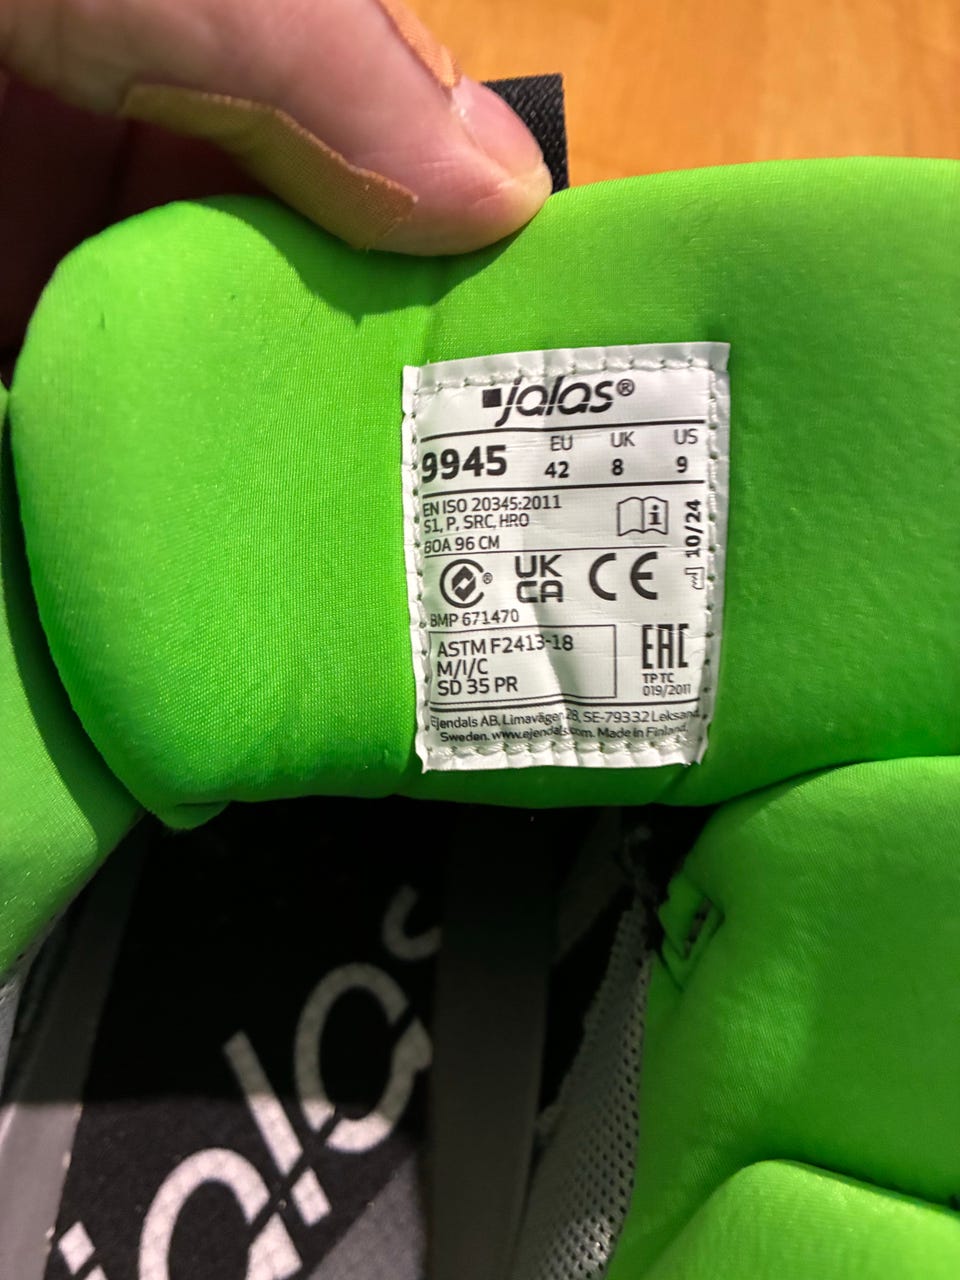 jalas®
9945 EU 42 UK 8 US 9
EN ISO 20345:2011
S1, P, SRC, HRO
BOA 96 CM
10/24
UK
CA
CE
BMP 671470
ASTM F2413-18
M/I/C
SD 35 PR
EAC
TP TC
019/2011
Ejendals AB, Limavägen 28, SE-79332 Leksand,
Sweden. www.ejendals.com. Made in Finland.
jalas